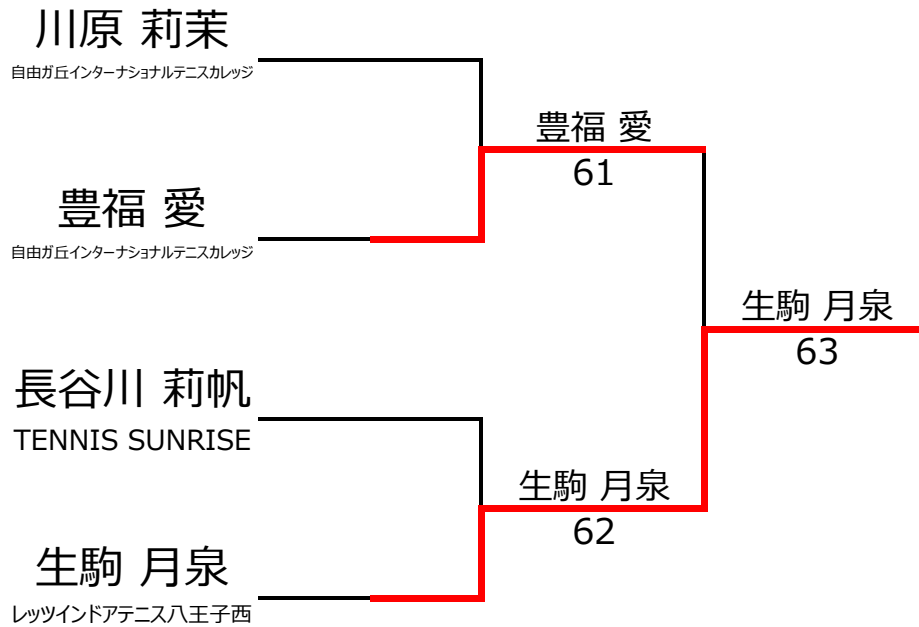 川原 莉茉
自由ガ丘インターナショナルテニスカレッジ
豊福 愛
61
豊福 愛
自由ガ丘インターナショナルテニスカレッジ
生駒 月泉
63
長谷川 莉帆
TENNIS SUNRISE
生駒 月泉
62
生駒 月泉
レッツインドアテニス八王子西